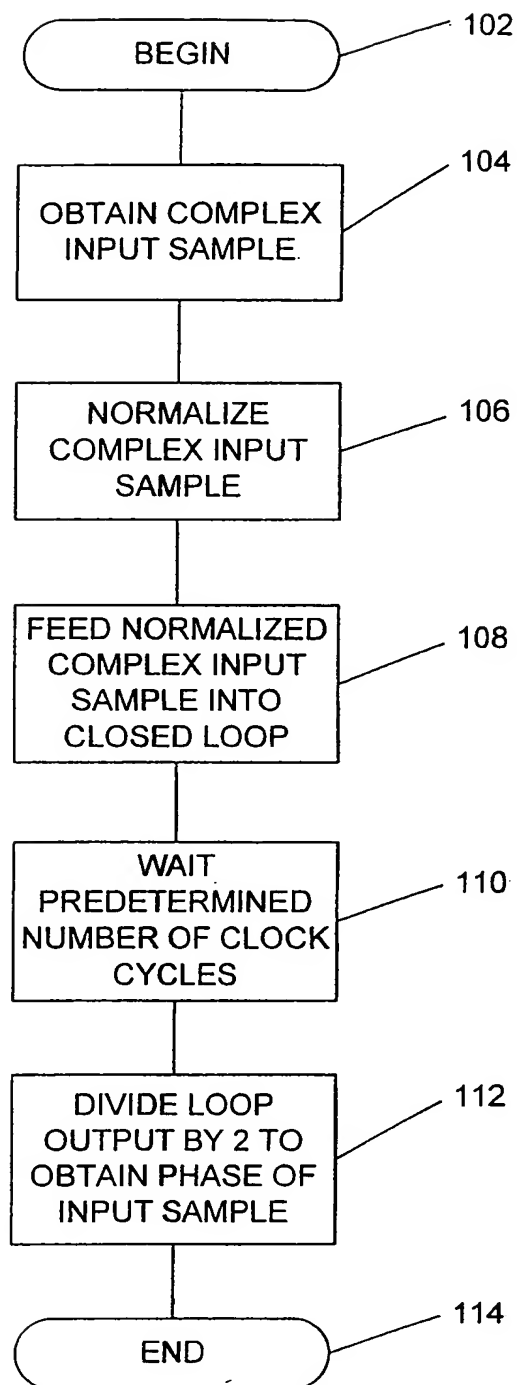 BEGIN
102
OBTAIN COMPLEX
INPUT SAMPLE.
104
NORMALIZE
COMPLEX INPUT
SAMPLE
106
FEED NORMALIZED
COMPLEX INPUT
SAMPLE INTO
CLOSED LOOP
108
WAIT
PREDETERMINED
NUMBER OF CLOCK
CYCLES
110
DIVIDE LOOP
OUTPUT BY 2 TO
OBTAIN PHASE OF
INPUT SAMPLE
112
END
114